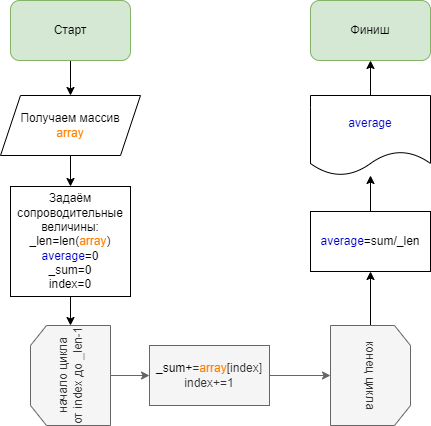 Старт
Получаем массив
array
Задаём
сопроводительные
величины:
_len=len(array)
average=0
_sum=0
index=0
начало цикла
от index до _len-1
_sum+=array[index]
index+=1
конец цикла
average=sum/_len
average
Финиш